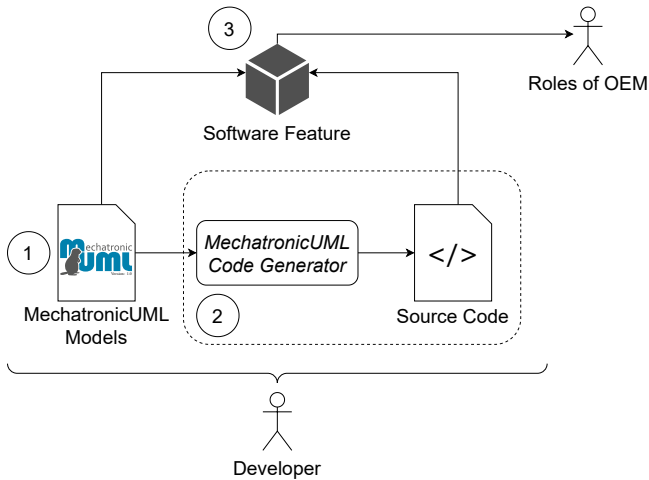 3
Roles of OEM
Software Feature
1
Mechatronic
UML
MechatronicUML
Models
MechatronicUML
Code Generator
2
</>
Source Code
Developer